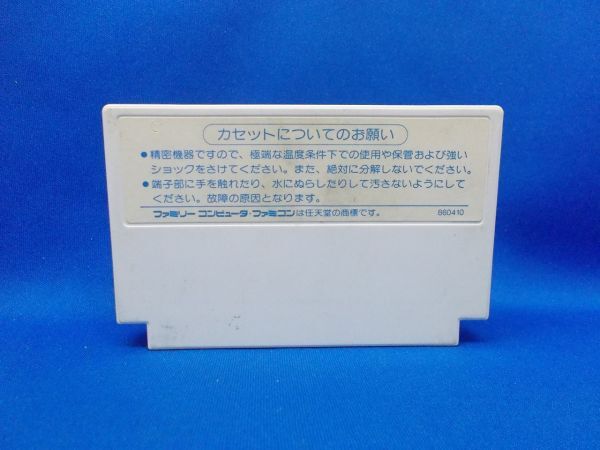 カセットについてのお願い
●精密機器ですので、極端な温度条件下での使用や保管および強い
ショックをさけてください。また、絶対に分解しないでください。
●端子部に手を触れたり、水にぬらしたりして汚さないようにして
ください。故障の原因となります。
ファミリーコンピュータ・ファミコンは任天堂の商標です。 860410